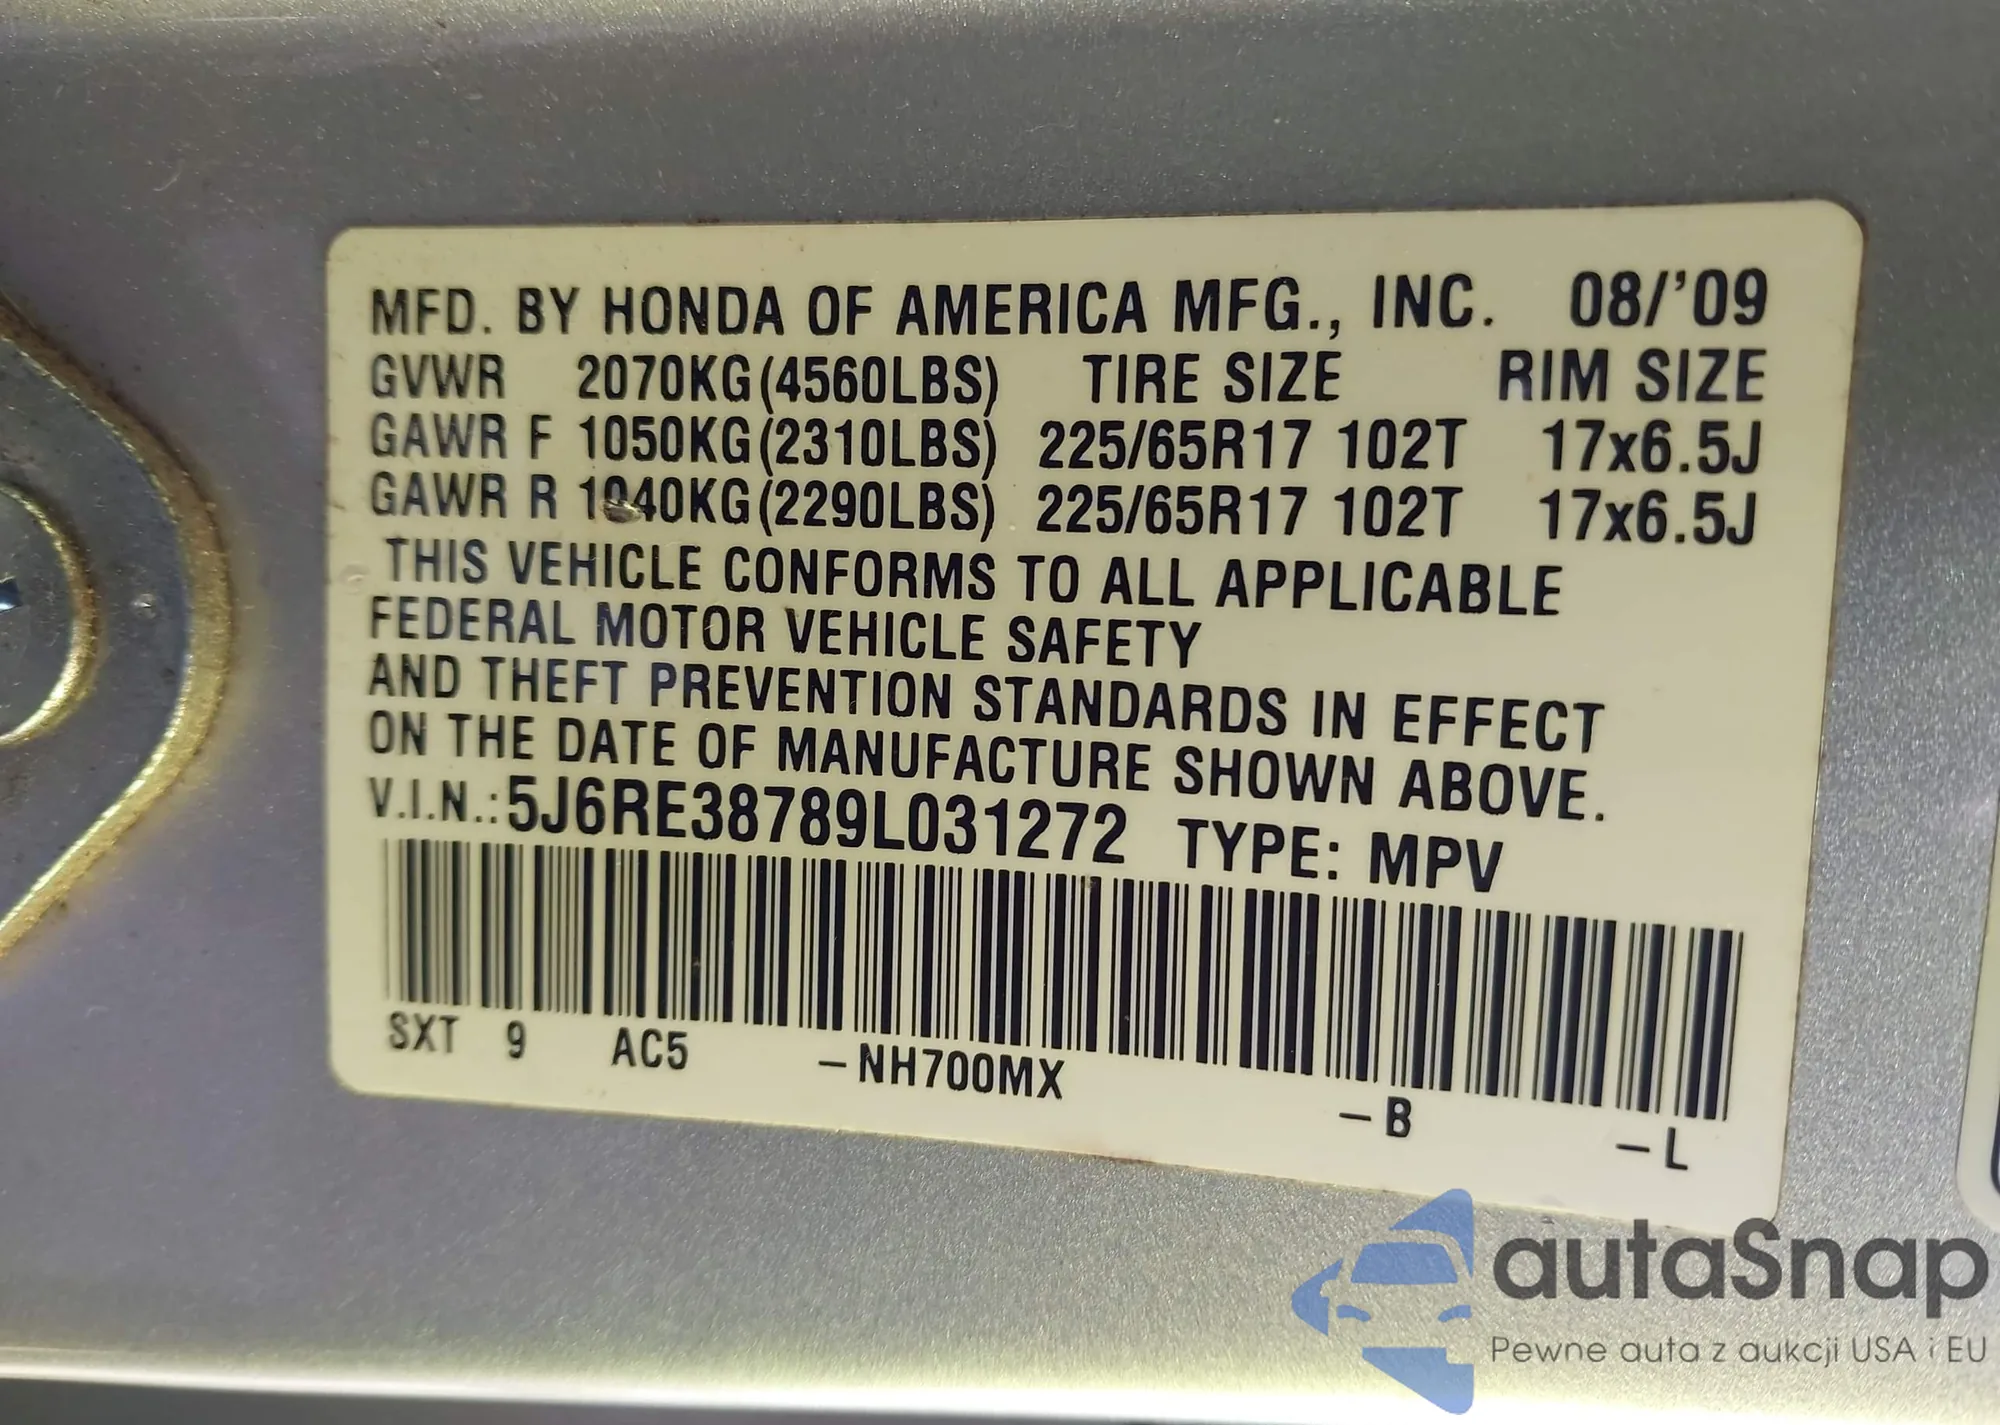 MFD. BY HONDA OF AMERICA MFG., INC. 08/'09
GVWR 2070KG(4560LBS) TIRE SIZE RIM SIZE
GAWR F 1050KG(2310LBS) 225/65R17 102T 17x6.5J
GAWR R 1040KG(2290LBS) 225/65R17 102T 17x6.5J
THIS VEHICLE CONFORMS TO ALL APPLICABLE
FEDERAL MOTOR VEHICLE SAFETY
AND THEFT PREVENTION STANDARDS IN EFFECT
ON THE DATE OF MANUFACTURE SHOWN ABOVE.
V.I.N.:5J6RE38789L031272 TYPE: MPV
SXT 9 AC5 –NH700MX –B –L
autaSnap
Pewne auta z aukcji USA i EU